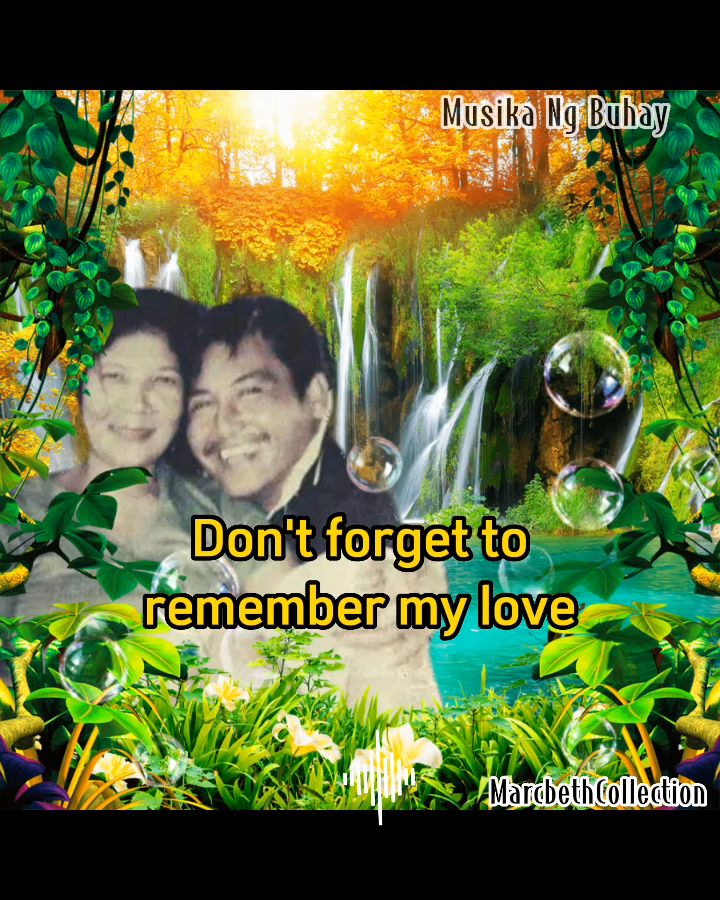 Musika Ng Buhay
Don't forget to
remember my love
MarcbethCollection